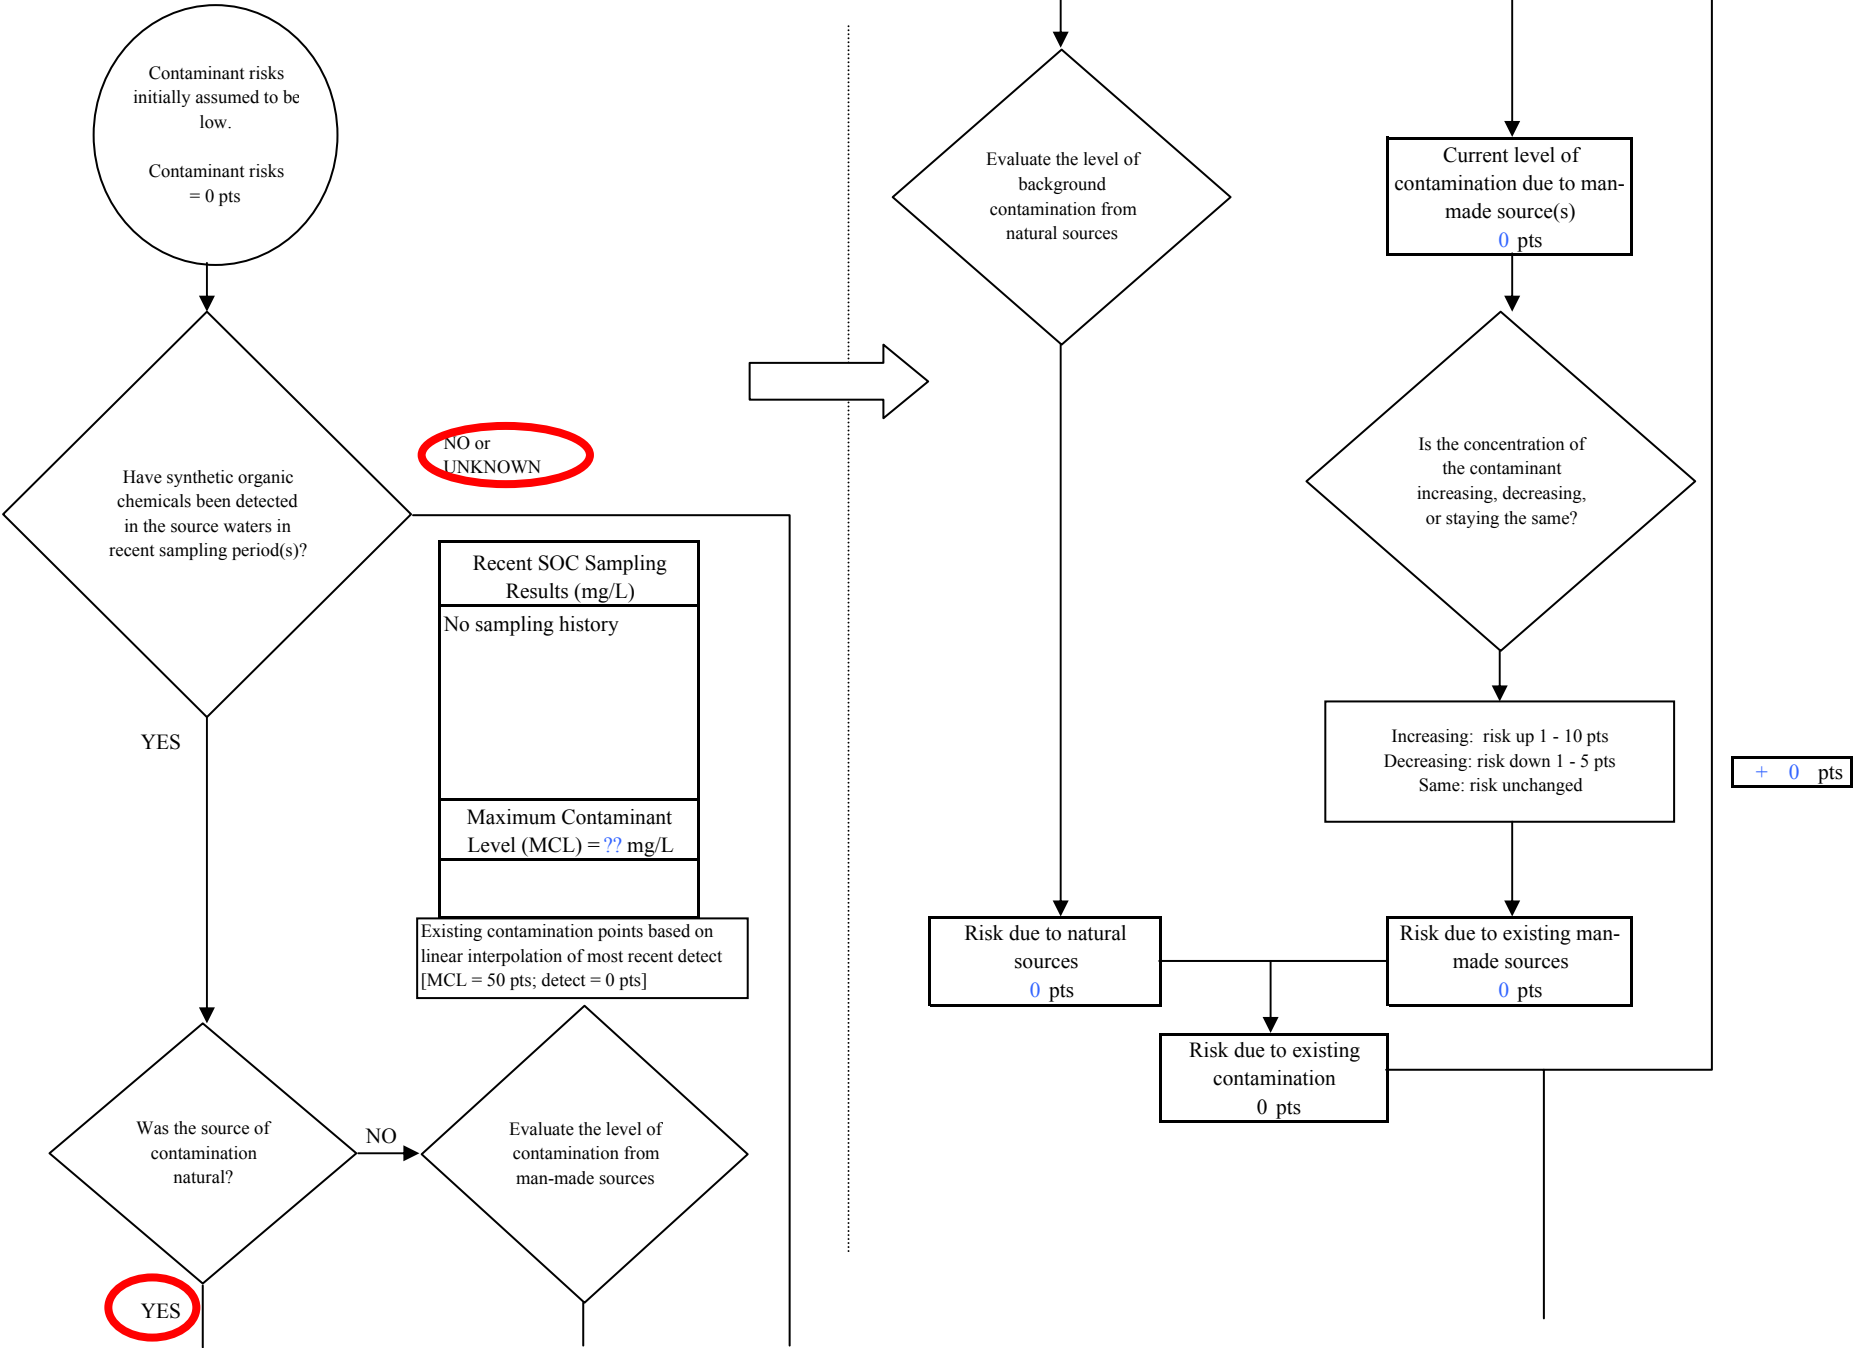 Contaminant risks
initially assumed to be
low.
Contaminant risks
= 0 pts
Have synthetic organic
chemicals been detected
in the source waters in
recent sampling period(s)?
NO or
UNKNOWN
YES
Recent SOC Sampling
Results (mg/L)
No sampling history
Maximum Contaminant
Level (MCL) = ?? mg/L
Existing contamination points based on
linear interpolation of most recent detect
[MCL = 50 pts; detect = 0 pts]
Was the source of
contamination
natural?
NO
Evaluate the level of
contamination from
man-made sources
YES
Evaluate the level of
background
contamination from
natural sources
Current level of
contamination due to man-
made source(s)
0 pts
Is the concentration of
the contaminant
increasing, decreasing,
or staying the same?
Increasing: risk up 1 - 10 pts
Decreasing: risk down 1 - 5 pts
Same: risk unchanged
+ 0 pts
Risk due to natural
sources
0 pts
Risk due to existing man-
made sources
0 pts
Risk due to existing
contamination
0 pts